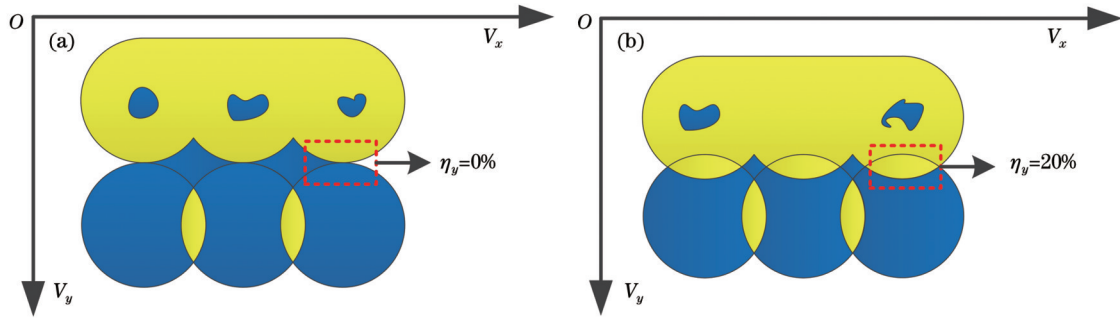 O
V_x
(a)
η_y=0%
V_y
O
V_x
(b)
η_y=20%
V_y